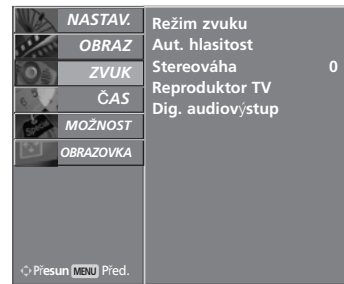 NASTAV.
OBRAZ
ZVUK
ČAS
MOŽNOST
OBRAZOVKA
Přesun MENU Před.
Režim zvuku
Aut. hlasitost
Stereováha 0
Reproduktor TV
Dig. audiovýstup